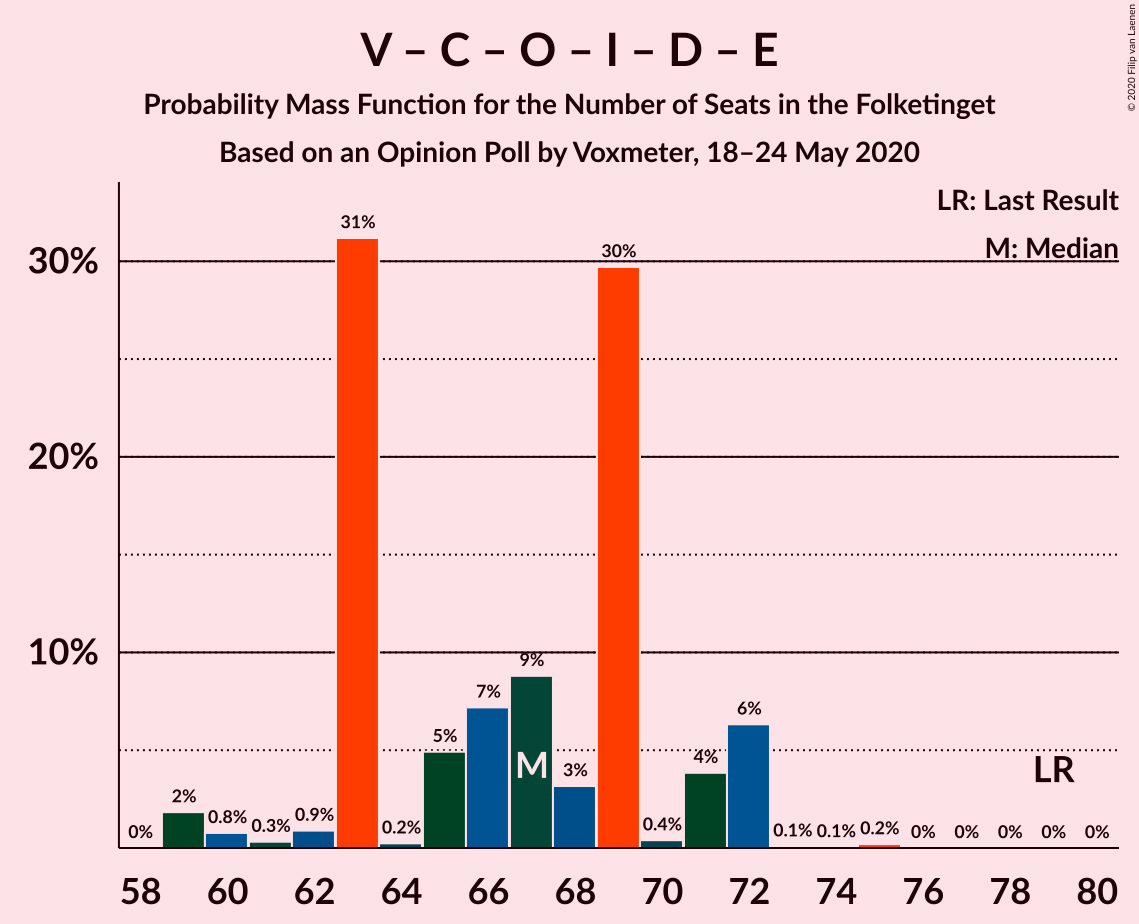 V – C – O – I – D – E
Probability Mass Function for the Number of Seats in the Folketinget
Based on an Opinion Poll by Voxmeter, 18–24 May 2020
© 2020 Filip van Laenen
LR: Last Result
M: Median
30%
20%
10%
0%
2%
0.8%
0.3%
0.9%
31%
0.2%
5%
7%
9%
3%
30%
0.4%
4%
6%
0.1%
0.1%
0.2%
0%
0%
0%
0%
0%
M
LR
58 60 62 64 66 68 70 72 74 76 78 80